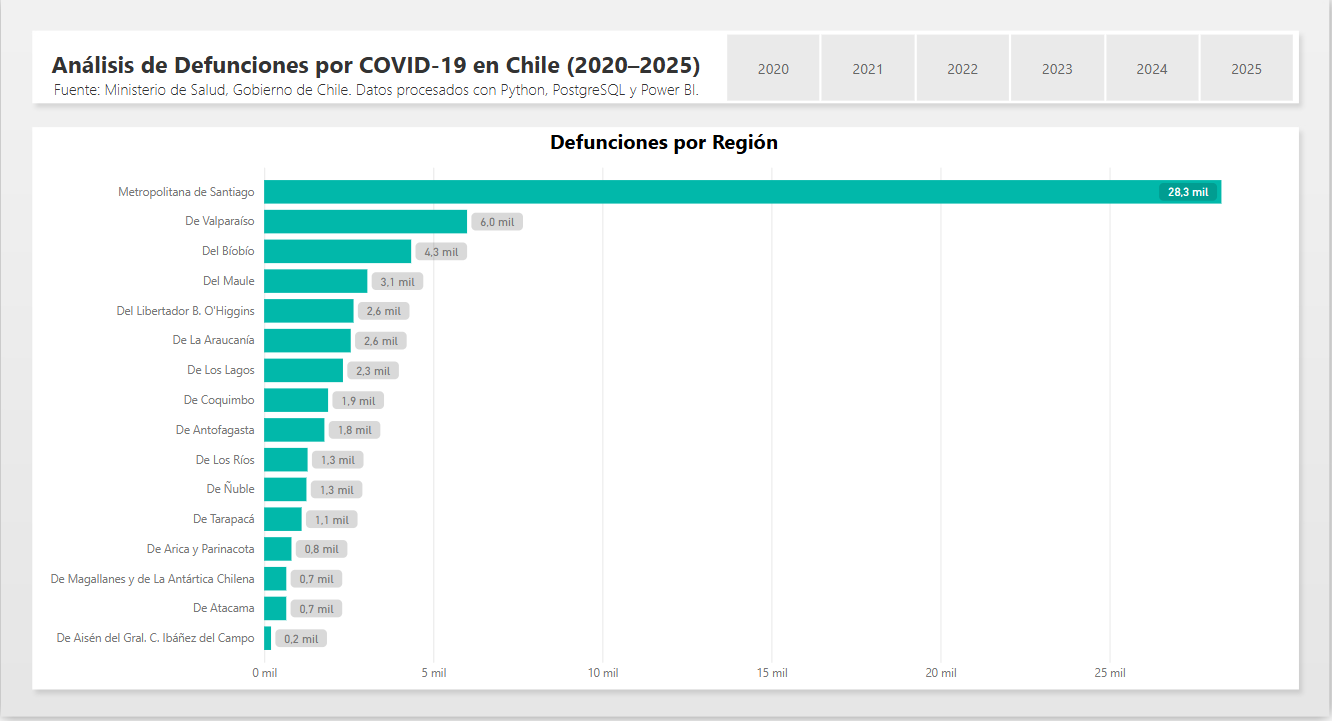 Análisis de Defunciones por COVID-19 en Chile (2020–2025)
Fuente: Ministerio de Salud, Gobierno de Chile. Datos procesados con Python, PostgreSQL y Power BI.
2020 2021 2022 2023 2024 2025
Defunciones por Región
Metropolitana de Santiago 28,3 mil
De Valparaíso 6,0 mil
Del Bíobío 4,3 mil
Del Maule 3,1 mil
Del Libertador B. O'Higgins 2,6 mil
De La Araucanía 2,6 mil
De Los Lagos 2,3 mil
De Coquimbo 1,9 mil
De Antofagasta 1,8 mil
De Los Ríos 1,3 mil
De Ñuble 1,3 mil
De Tarapacá 1,1 mil
De Arica y Parinacota 0,8 mil
De Magallanes y de La Antártica Chilena 0,7 mil
De Atacama 0,7 mil
De Aisén del Gral. C. Ibáñez del Campo 0,2 mil
0 mil 5 mil 10 mil 15 mil 20 mil 25 mil